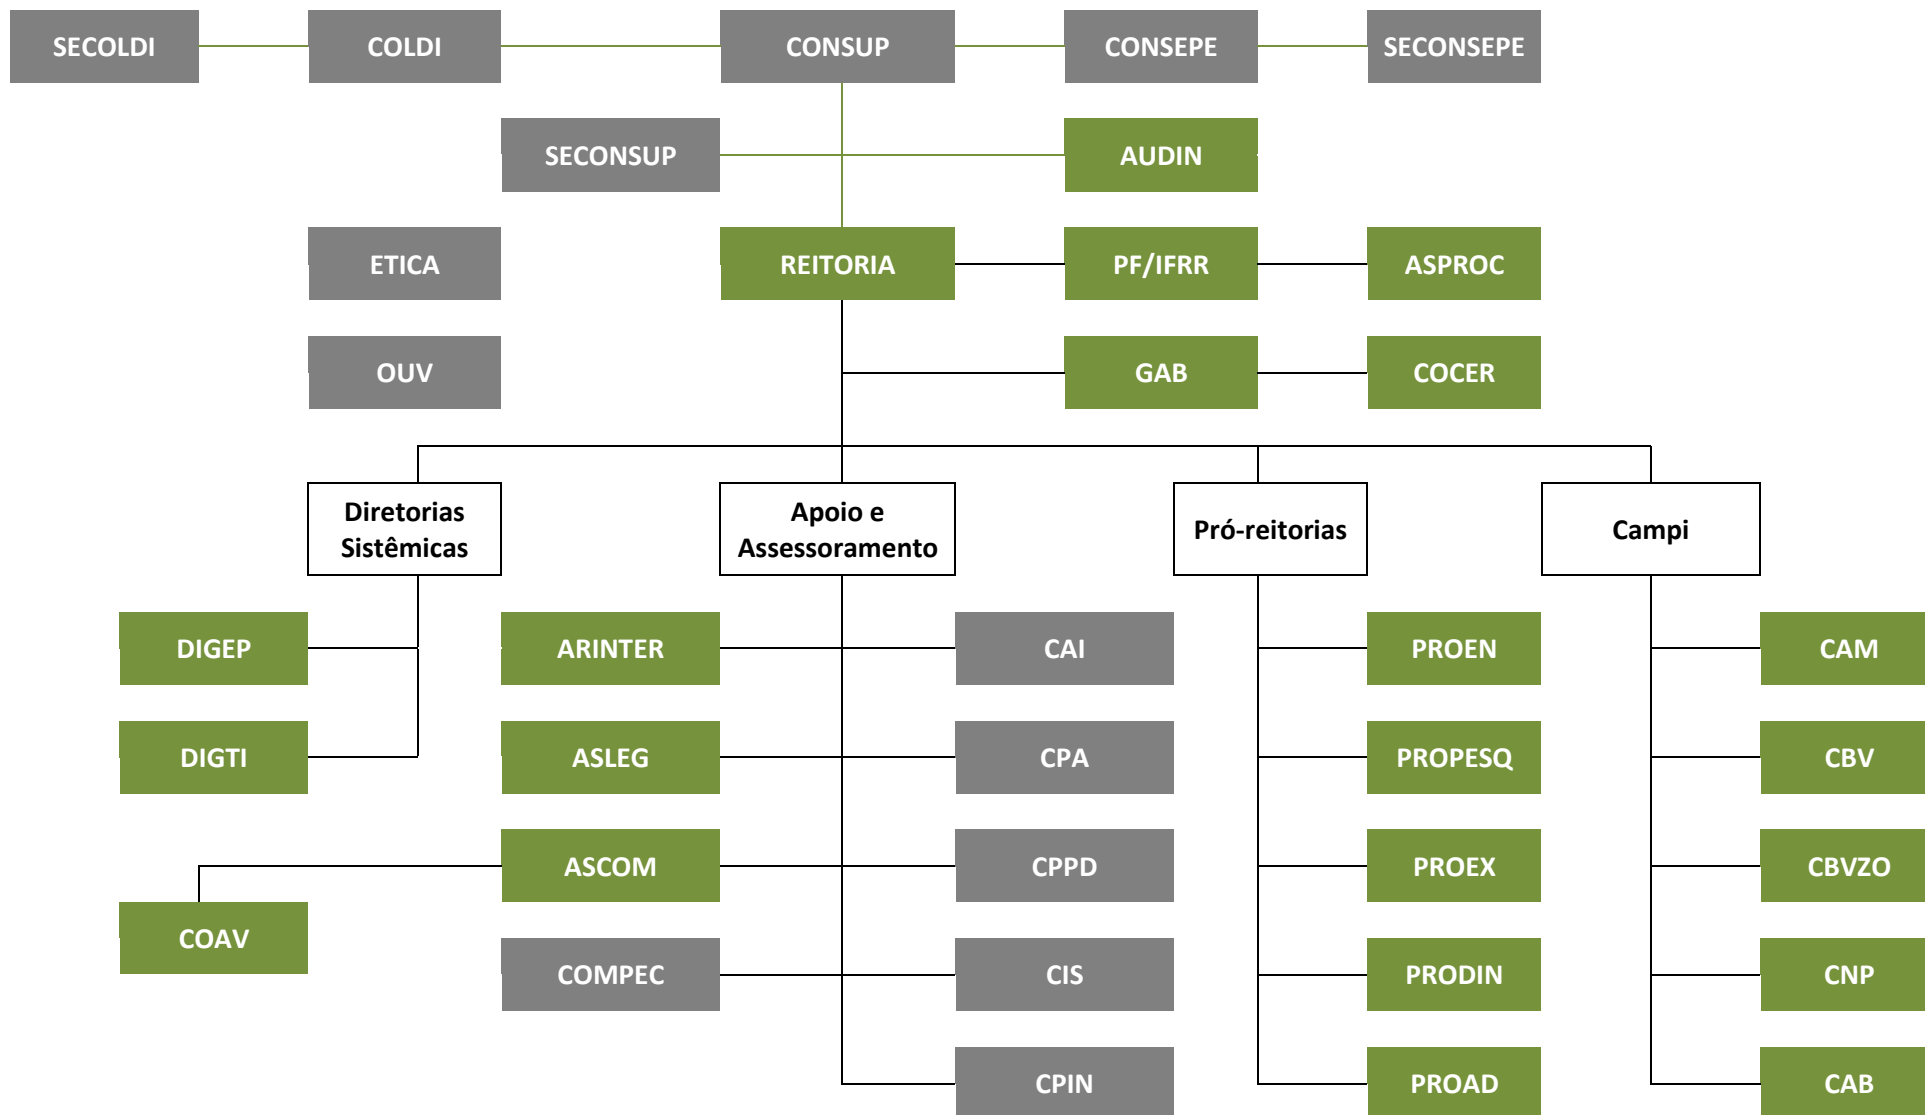 SECOLDI
COLDI
CONSUP
CONSEPE
SECONSEPE
SECONSUP
AUDIN
ETICA
REITORIA
PF/IFRR
ASPROC
OUV
GAB
COCER
Diretorias
Sistêmicas
Apoio e
Assessoramento
Pró-reitorias
Campi
DIGEP
ARINTER
CAI
PROEN
CAM
DIGTI
ASLEG
CPA
PROPESQ
CBV
ASCOM
CPPD
PROEX
CBVZO
COAV
COMPEC
CIS
PRODIN
CNP
CPIN
PROAD
CAB